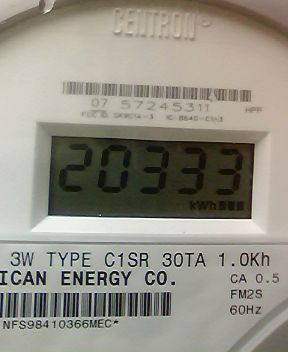 CENTRON
07 57245311
HPP
20333
kWh
3W TYPE C1SR 30TA 1.0Kh
ICAN ENERGY CO.
CA 0.5
FM2S
60Hz
NFS98410366MEC*